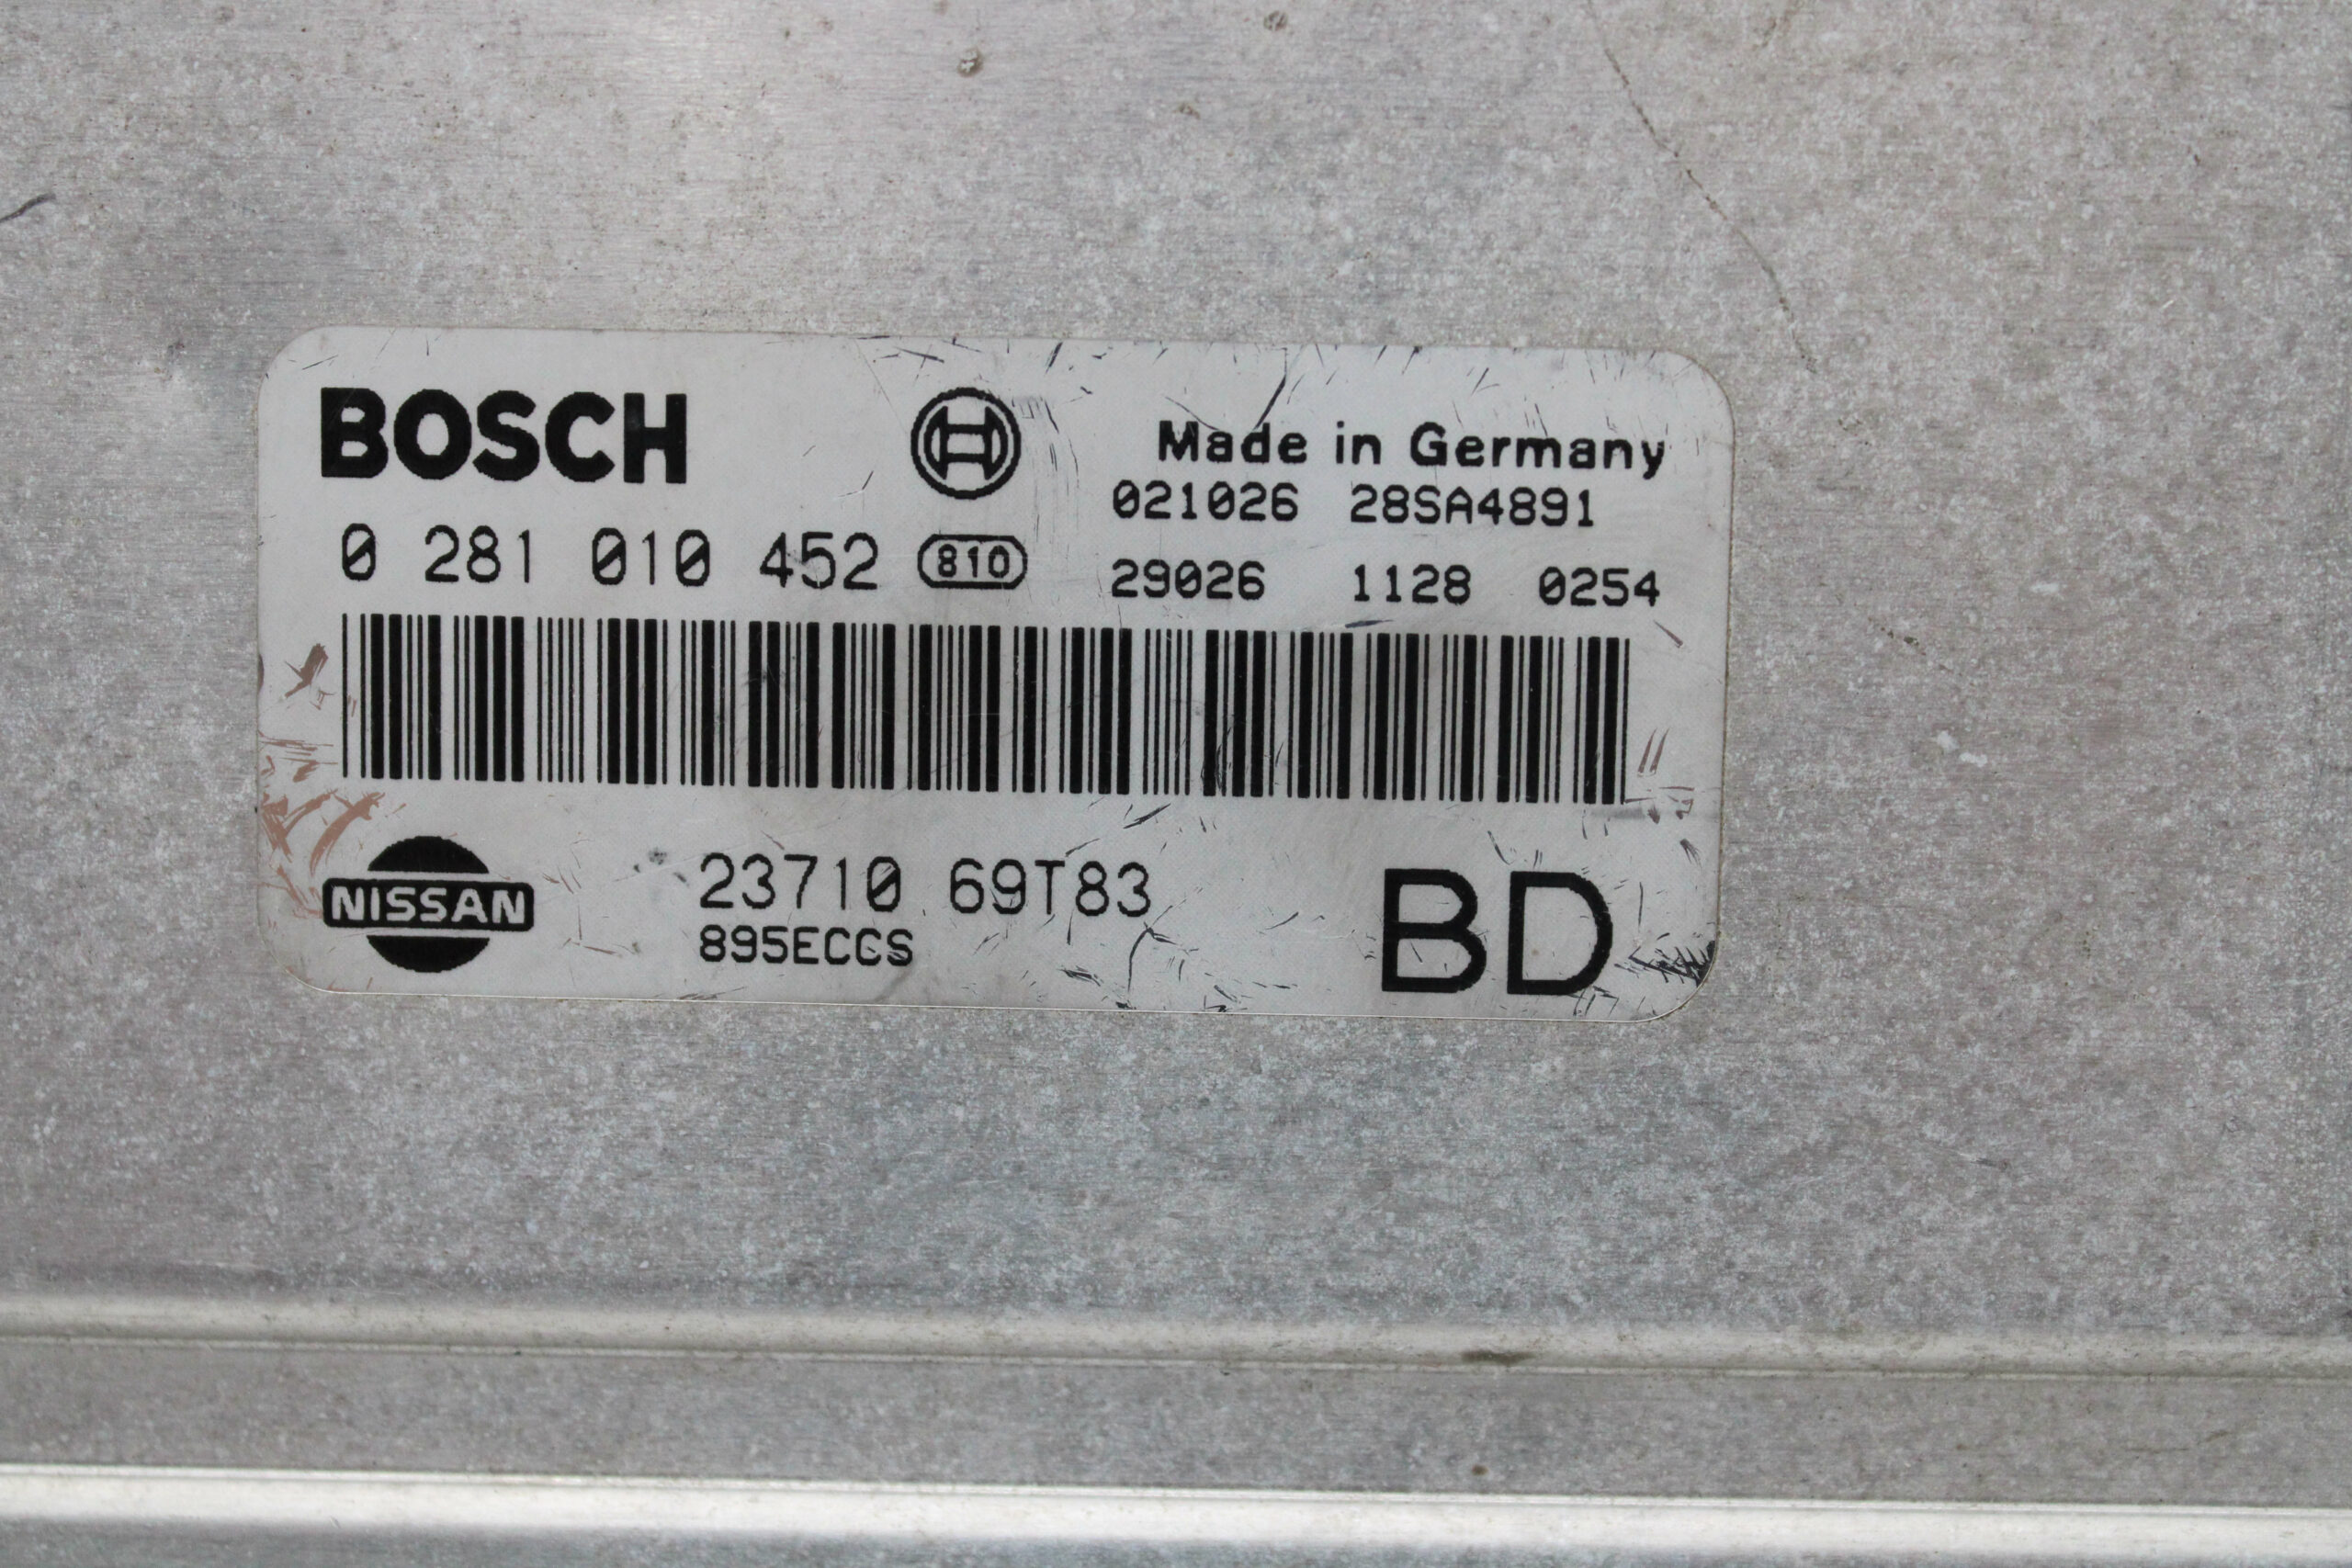 BOSCH
Made in Germany
021026 28SA4891
0 281 010 452 810
29026 1128 0254
NISSAN
23710 69T83
895ECCS
BD